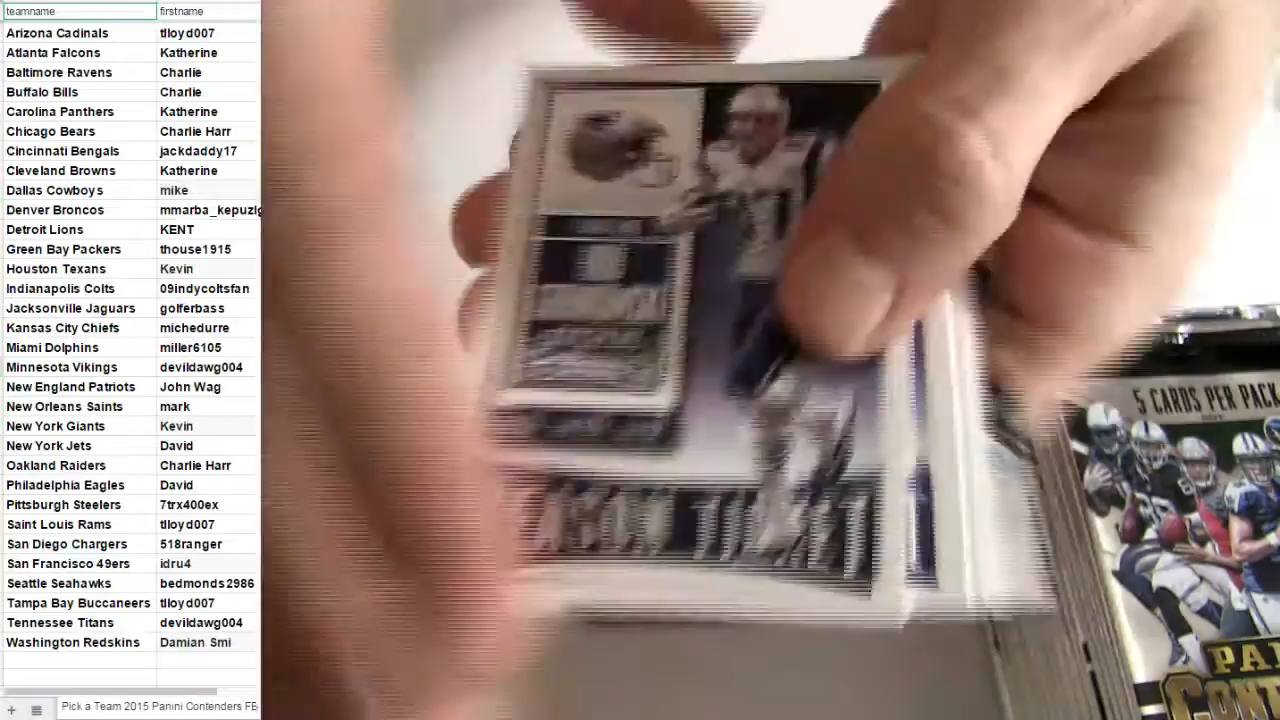 teamname firstname
Arizona Cadinals tlloyd007
Atlanta Falcons Katherine
Baltimore Ravens Charlie
Buffalo Bills Charlie
Carolina Panthers Katherine
Chicago Bears Charlie Harr
Cincinnati Bengals jackdaddy17
Cleveland Browns Katherine
Dallas Cowboys mike
Denver Broncos mmarba_kepuzlg
Detroit Lions KENT
Green Bay Packers thouse1915
Houston Texans Kevin
Indianapolis Colts 09indycoltsfan
Jacksonville Jaguars golferbass
Kansas City Chiefs michedurre
Miami Dolphins miller6105
Minnesota Vikings devildawg004
New England Patriots John Wag
New Orleans Saints mark
New York Giants Kevin
New York Jets David
Oakland Raiders Charlie Harr
Philadelphia Eagles David
Pittsburgh Steelers 7trx400ex
Saint Louis Rams tlloyd007
San Diego Chargers 518ranger
San Francisco 49ers idru4
Seattle Seahawks bedmonds2986
Tampa Bay Buccaneers tlloyd007
Tennessee Titans devildawg004
Washington Redskins Damian Smi
Pick a Team 2015 Panini Contenders FB
5 CARDS PER PACK
TICKET